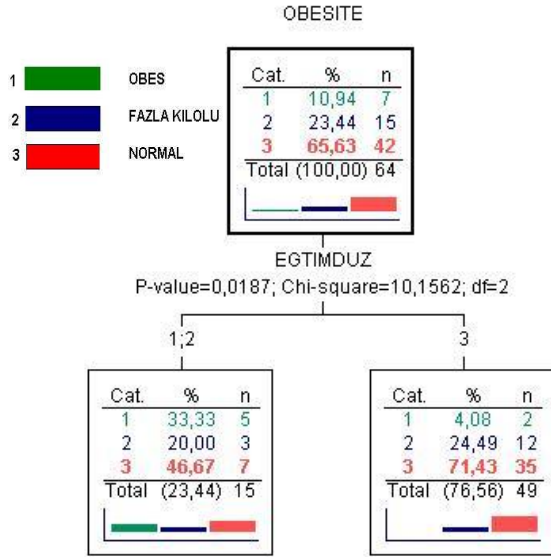 OBESITE
1 OBES
2 FAZLA KILOLU
3 NORMAL
Cat. % n
1 10,94 7
2 23,44 15
3 65,63 42
Total (100,00) 64
EGTIMDUZ
P-value=0,0187; Chi-square=10,1562; df=2
1;2
Cat. % n
1 33,33 5
2 20,00 3
3 46,67 7
Total (23,44) 15
3
Cat. % n
1 4,08 2
2 24,49 12
3 71,43 35
Total (76,56) 49